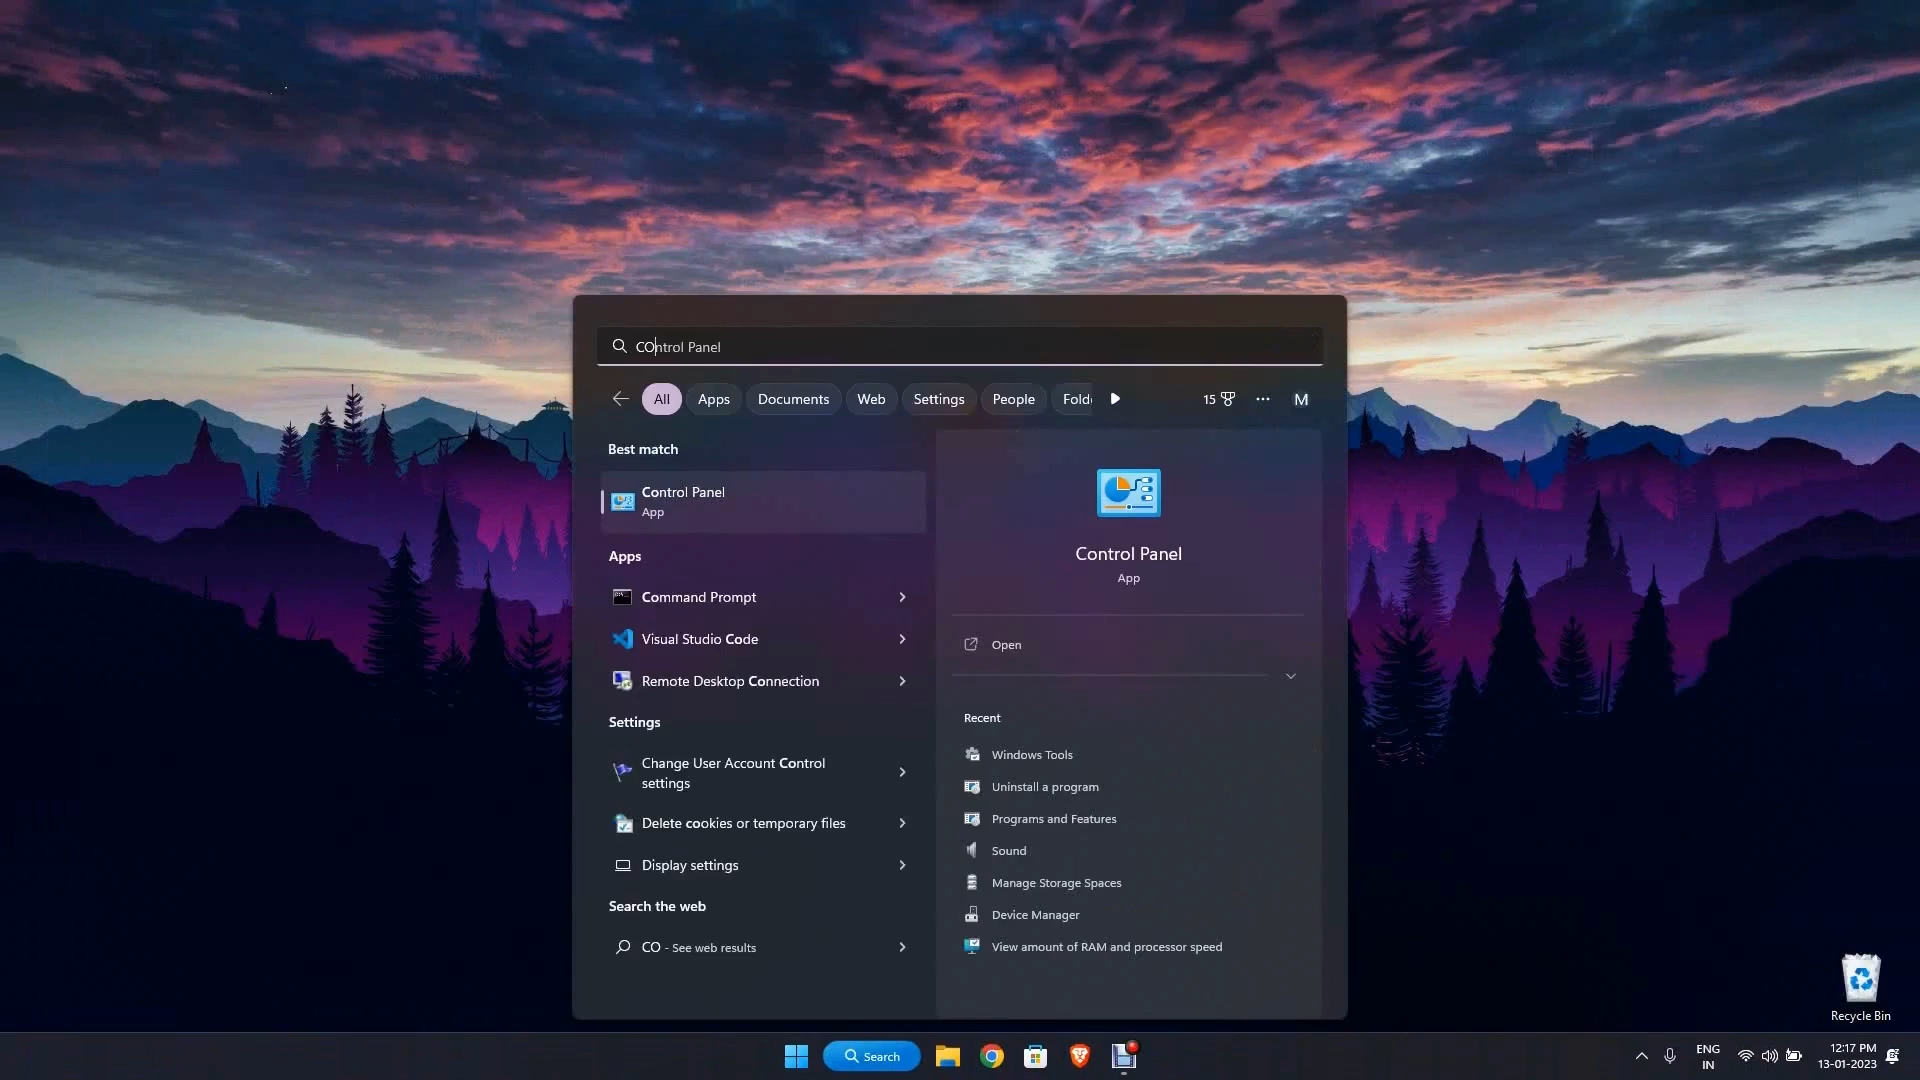 COntrol Panel
All Apps Documents Web Settings People Folde 15 M
Best match
Control Panel
App
Apps
Command Prompt
Visual Studio Code
Remote Desktop Connection
Settings
Change User Account Control
settings
Delete cookies or temporary files
Display settings
Search the web
CO - See web results
Control Panel
App
Open
Recent
Windows Tools
Uninstall a program
Programs and Features
Sound
Manage Storage Spaces
Device Manager
View amount of RAM and processor speed
Recycle Bin
Search
ENG
IN
12:17 PM
13-01-2023